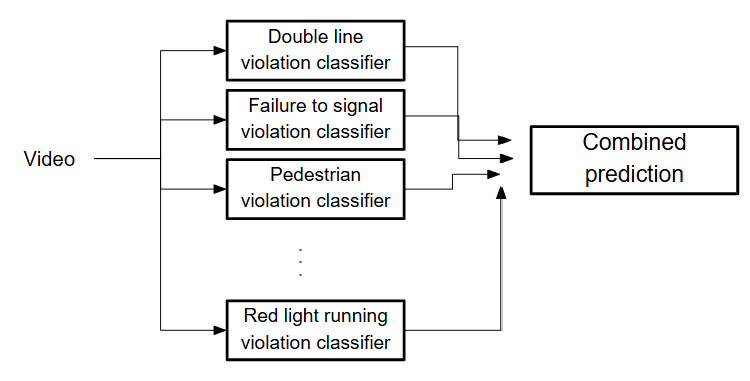 Double line
violation classifier
Failure to signal
violation classifier
Video
Pedestrian
violation classifier
Combined
prediction
Red light running
violation classifier